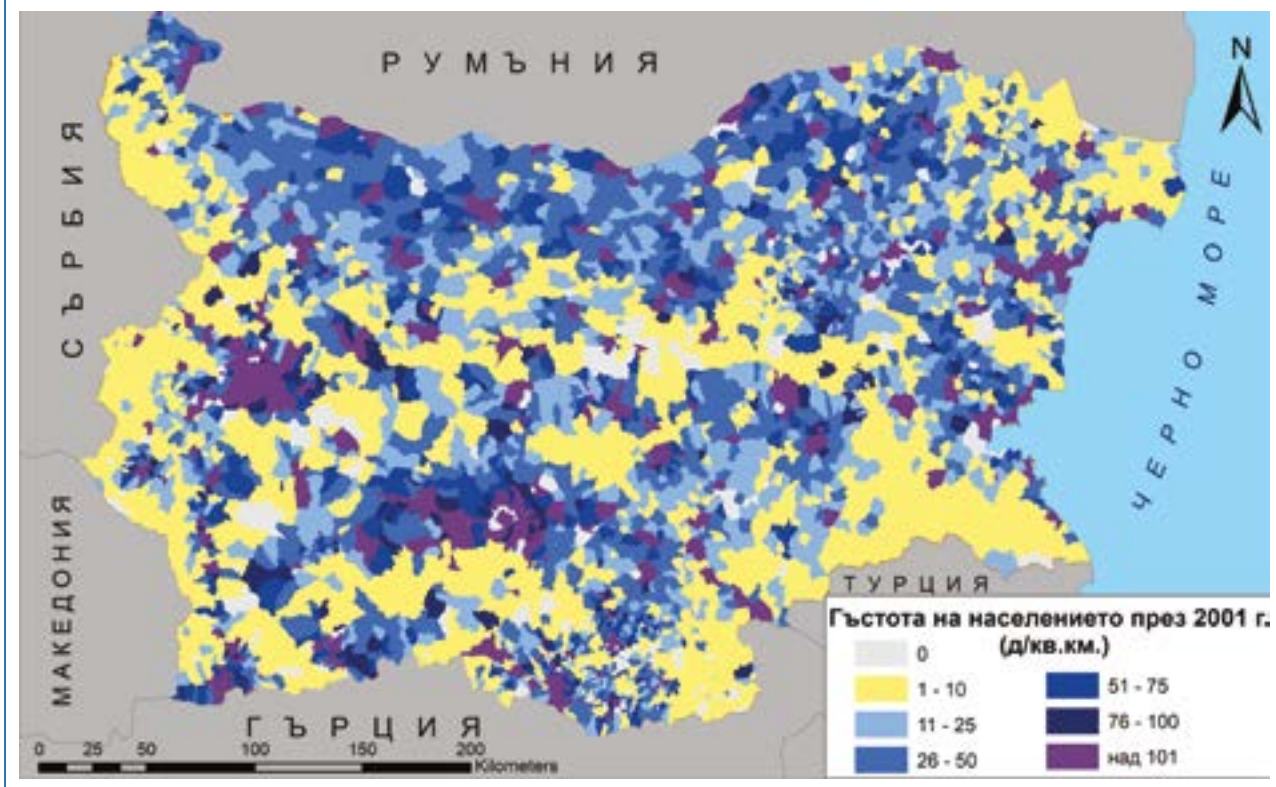 РУМЪНИЯ
N
СЪРБИЯ
ЧЕРНО МОРЕ
МАКЕДОНИЯ
ТУРЦИЯ
ГЪРЦИЯ
Гъстота на населението през 2001 г.
(д/кв.км.)
0
1 - 10
11 - 25
26 - 50
51 - 75
76 - 100
над 101
0 25 50 100 150 200
Kilometers